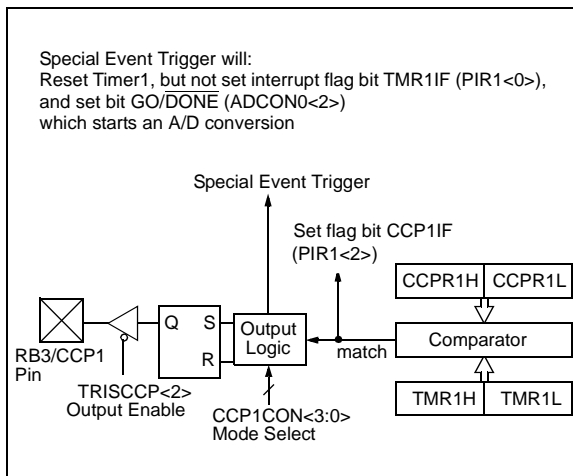 Special Event Trigger will:
Reset Timer1, but not set interrupt flag bit TMR1IF (PIR1<0>),
and set bit GO/DONE (ADCON0<2>)
which starts an A/D conversion
Special Event Trigger
Set flag bit CCP1IF
(PIR1<2>)
CCPR1H CCPR1L
Q S Output
Logic
R
match
Comparator
RB3/CCP1
Pin
TRISCCP<2>
Output Enable
CCP1CON<3:0>
Mode Select
TMR1H TMR1L